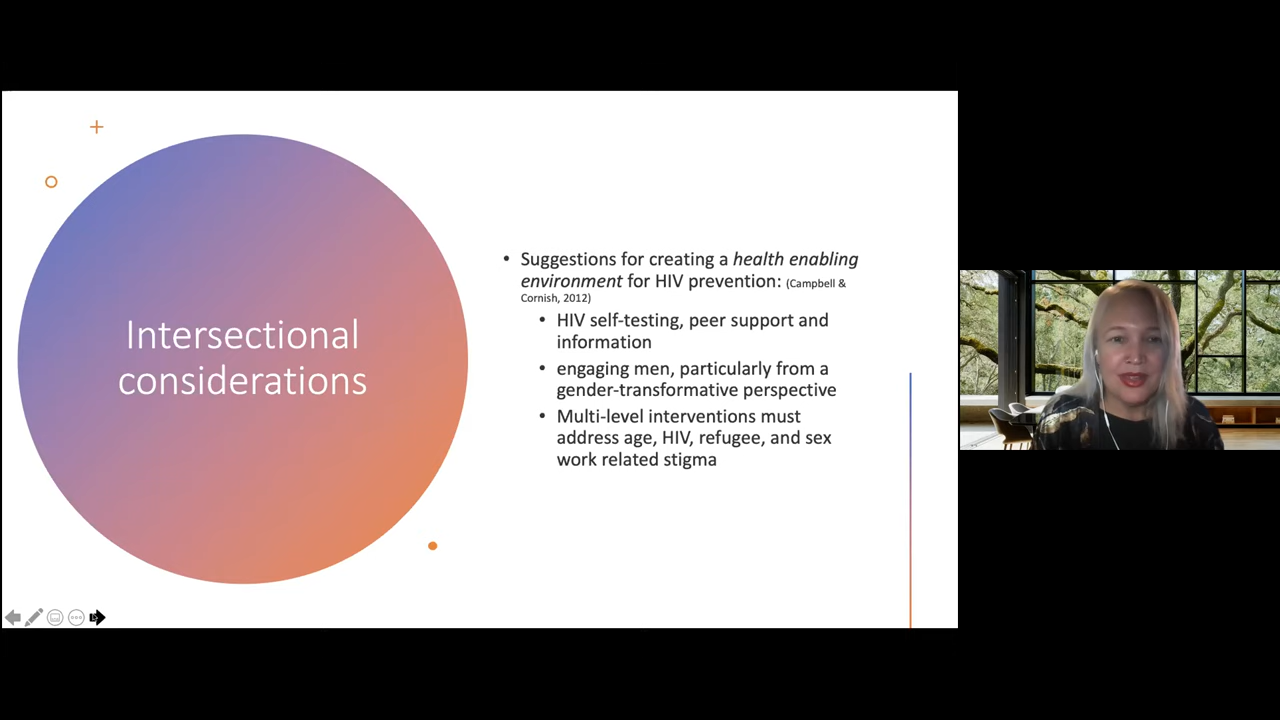 Intersectional
considerations
• Suggestions for creating a health enabling
environment for HIV prevention: (Campbell &
Cornish, 2012)
• HIV self-testing, peer support and
information
• engaging men, particularly from a
gender-transformative perspective
• Multi-level interventions must
address age, HIV, refugee, and sex
work related stigma